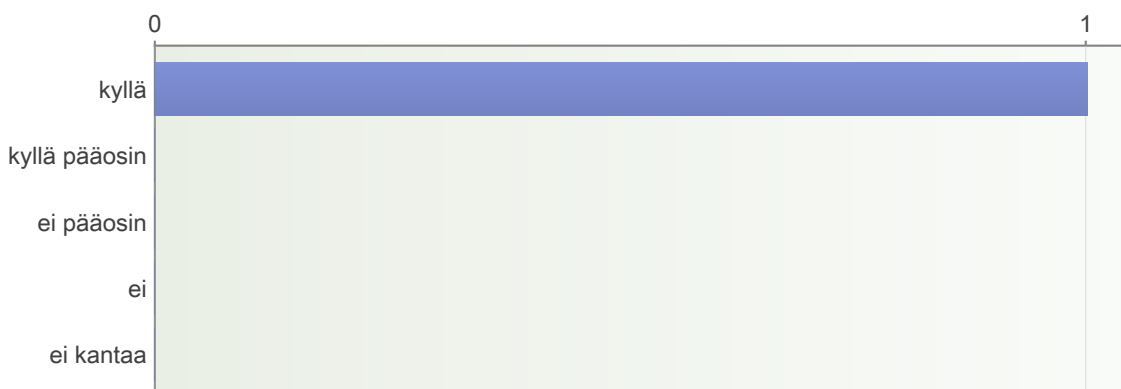 0 1
kyllä
kyllä pääosin
ei pääosin
ei
ei kantaa